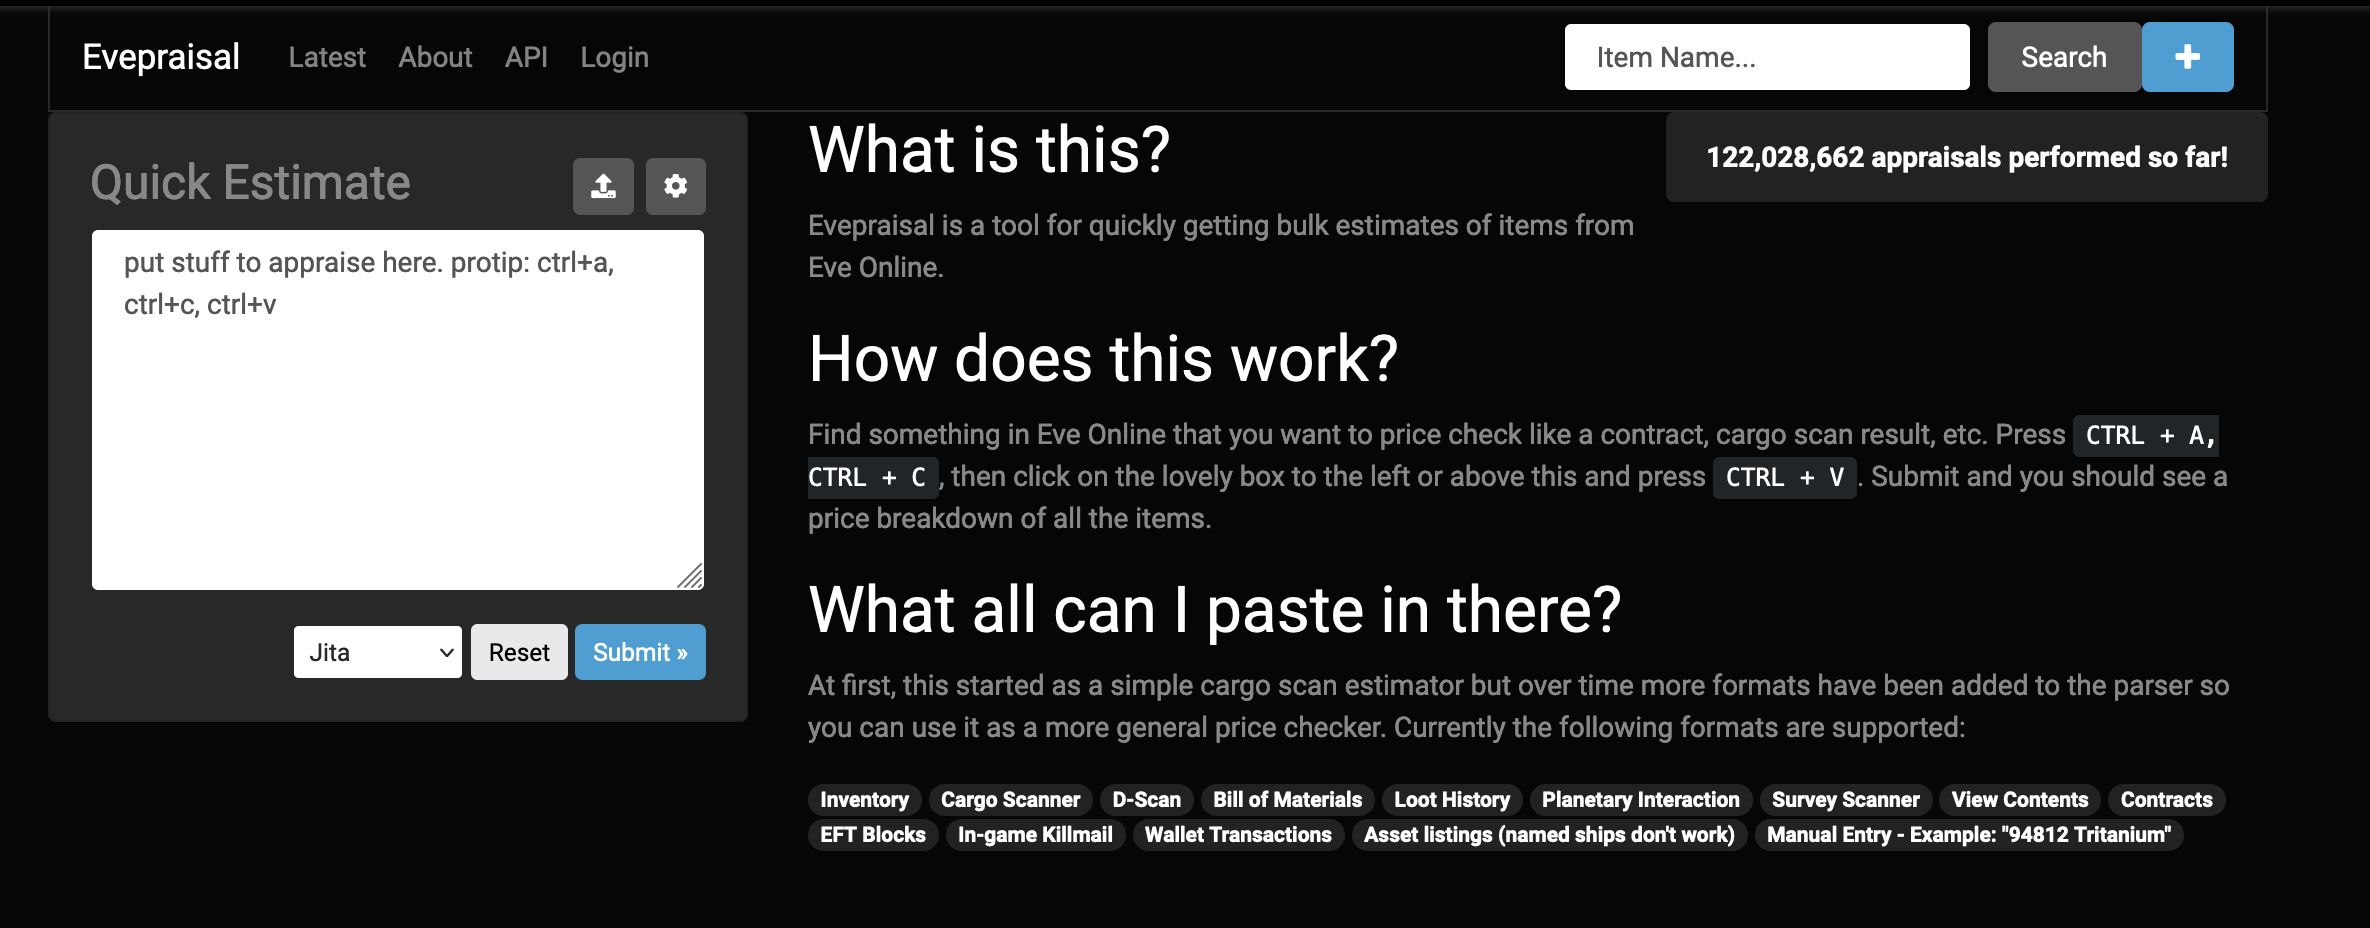 Evepraisal Latest About API Login Item Name... Search
Quick Estimate
put stuff to appraise here. protip: ctrl+a,
ctrl+c, ctrl+v
Jita Reset Submit »
What is this?
122,028,662 appraisals performed so far!
Evepraisal is a tool for quickly getting bulk estimates of items from
Eve Online.
How does this work?
Find something in Eve Online that you want to price check like a contract, cargo scan result, etc. Press CTRL + A,
CTRL + C , then click on the lovely box to the left or above this and press CTRL + V . Submit and you should see a
price breakdown of all the items.
What all can I paste in there?
At first, this started as a simple cargo scan estimator but over time more formats have been added to the parser so
you can use it as a more general price checker. Currently the following formats are supported:
Inventory Cargo Scanner D-Scan Bill of Materials Loot History Planetary Interaction Survey Scanner View Contents Contracts
EFT Blocks In-game Killmail Wallet Transactions Asset listings (named ships don't work) Manual Entry - Example: "94812 Tritanium"